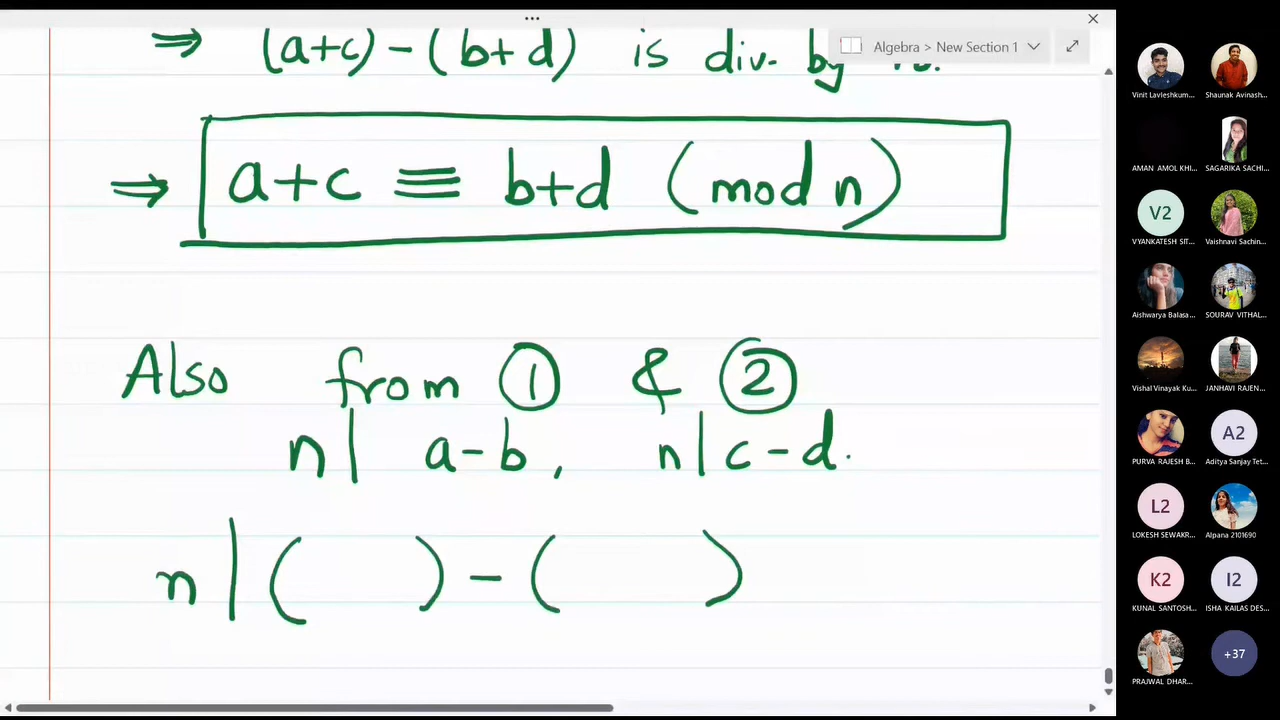 ⇒ (a+c) - (b+d) is div. by n.
Algebra > New Section 1
⇒ a+c ≡ b+d (mod n)
Also from ① & ②
n| a-b, n|c-d.
n | ( ) - ( )
Vinit Lavleshkum... Shaunak Avinash...
AMAN AMOL KHI... SAGARIKA SACHI...
V2
VYANKATESH SIT... Vaishnavi Sachin...
Aishwarya Balasa... SOURAV VITHAL...
Vishal Vinayak Ku... JANHAVI RAJEN...
A2
PURVA RAJESH B... Aditya Sanjay Tet...
L2
LOKESH SEWAKR... Alpana 2101690
K2 I2
KUNAL SANTOSH... ISHA KAILAS DES...
+37
PRAJWAL DHAR...